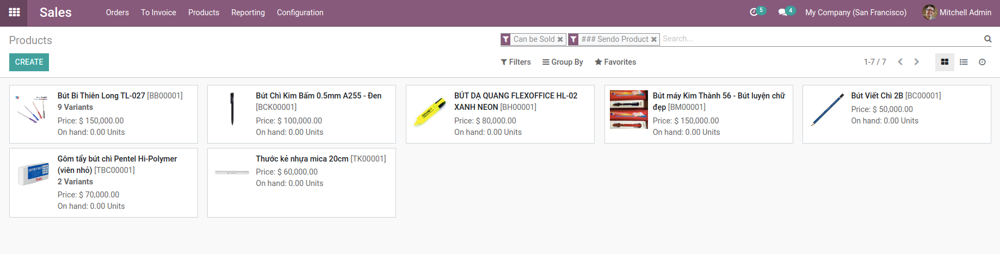 Sales
Orders To Invoice Products Reporting Configuration
5
4
My Company (San Francisco)
Mitchell Admin
Products
Can be Sold
### Sendo Product
Search...
CREATE
Filters Group By Favorites
1-7 / 7
Bút Bi Thiên Long TL-027 [BB00001]
9 Variants
Price: $ 150,000.00
On hand: 0.00 Units
Bút Chì Kim Bấm 0.5mm A255 - Đen
[BCK00001]
Price: $ 100,000.00
On hand: 0.00 Units
BÚT DẠ QUANG FLEXOFFICE HL-02
XANH NEON [BH00001]
Price: $ 80,000.00
On hand: 0.00 Units
Bút máy Kim Thành 56 - Bút luyện chữ
đẹp [BM00001]
Price: $ 150,000.00
On hand: 0.00 Units
Bút Viết Chì 2B [BC00001]
Price: $ 50,000.00
On hand: 0.00 Units
HI-POLYMER
Pentel
Gôm tẩy bút chì Pentel Hi-Polymer
(viên nhỏ) [TBC00001]
2 Variants
Price: $ 70,000.00
On hand: 0.00 Units
Thước kẻ nhựa mica 20cm [TK00001]
Price: $ 60,000.00
On hand: 0.00 Units